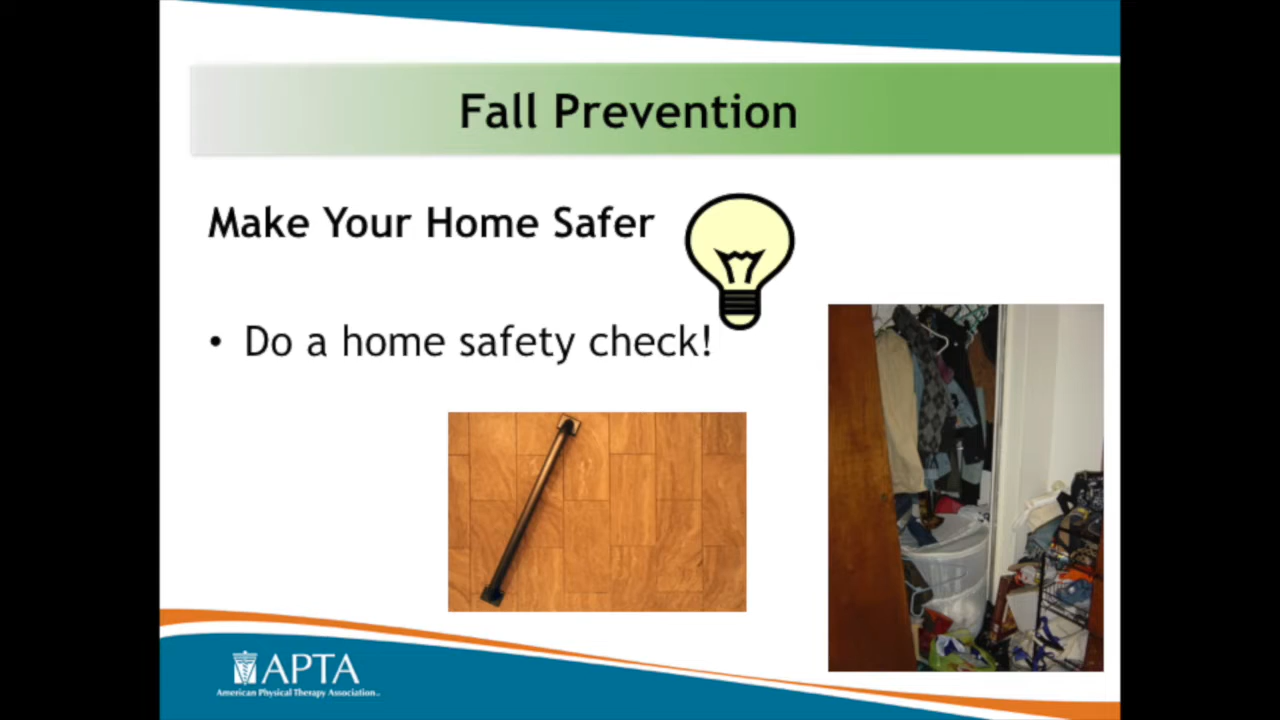 Fall Prevention
Make Your Home Safer
• Do a home safety check!
APTA
American Physical Therapy Association